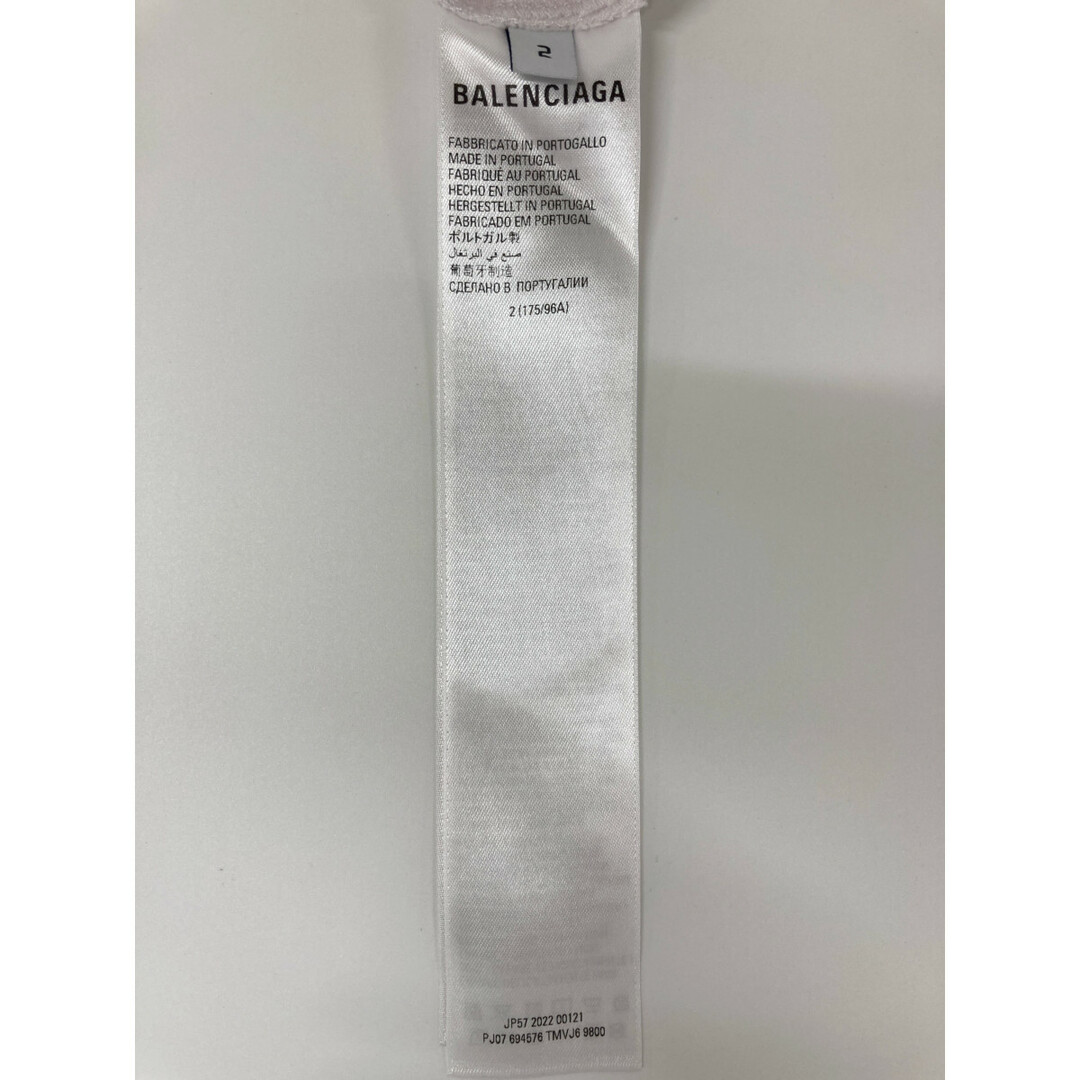 2
BALENCIAGA
FABBRICATO IN PORTOGALLO
MADE IN PORTUGAL
FABRIQUÉ AU PORTUGAL
HECHO EN PORTUGAL
HERGESTELLT IN PORTUGAL
FABRICADO EM PORTUGAL
ポルトガル製
صنع في البرتغال
葡萄牙制造
СДЕЛАНО В ПОРТУГАЛИИ
2 (175/96A)
JP57 2022 00121
PJ07 694576 TMVJ6 9800